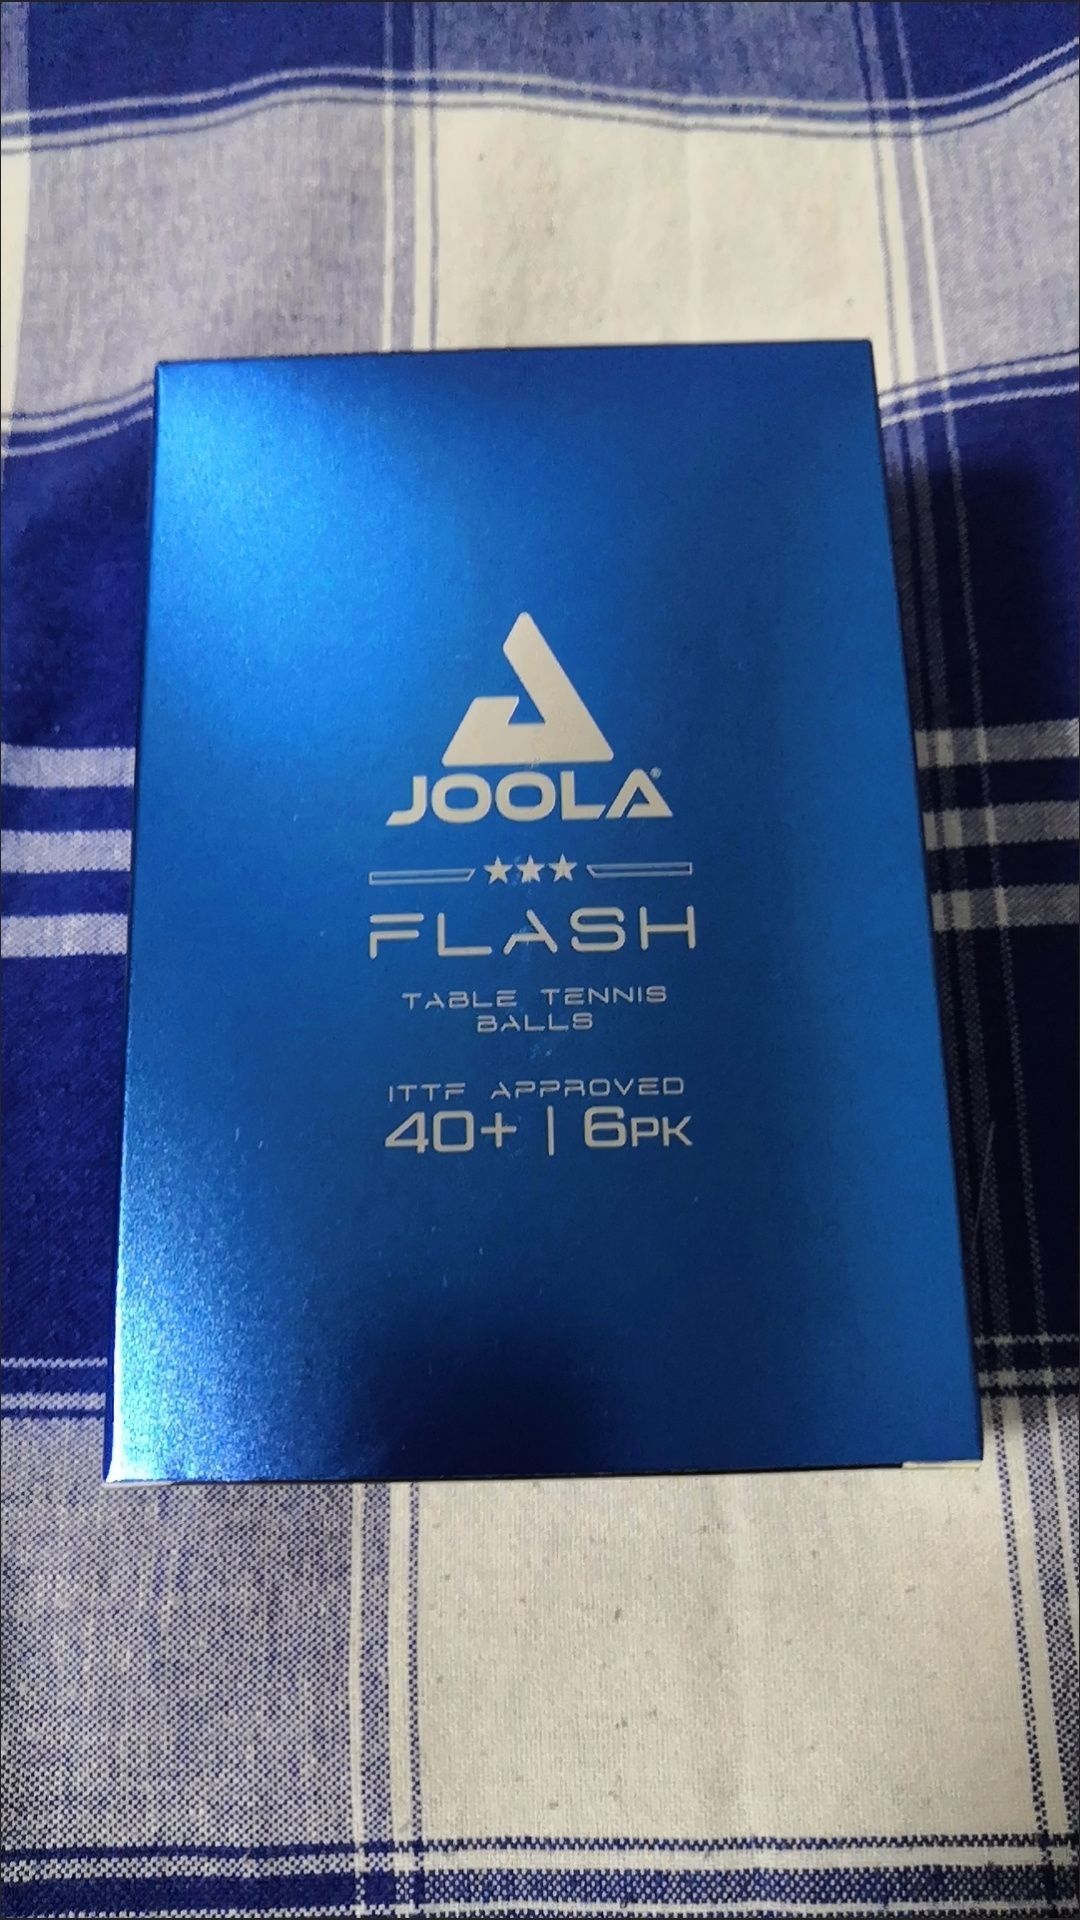 JOOLA®
★★★
FLASH
TABLE TENNIS
BALLS
ITTF APPROVED
40+ | 6PK